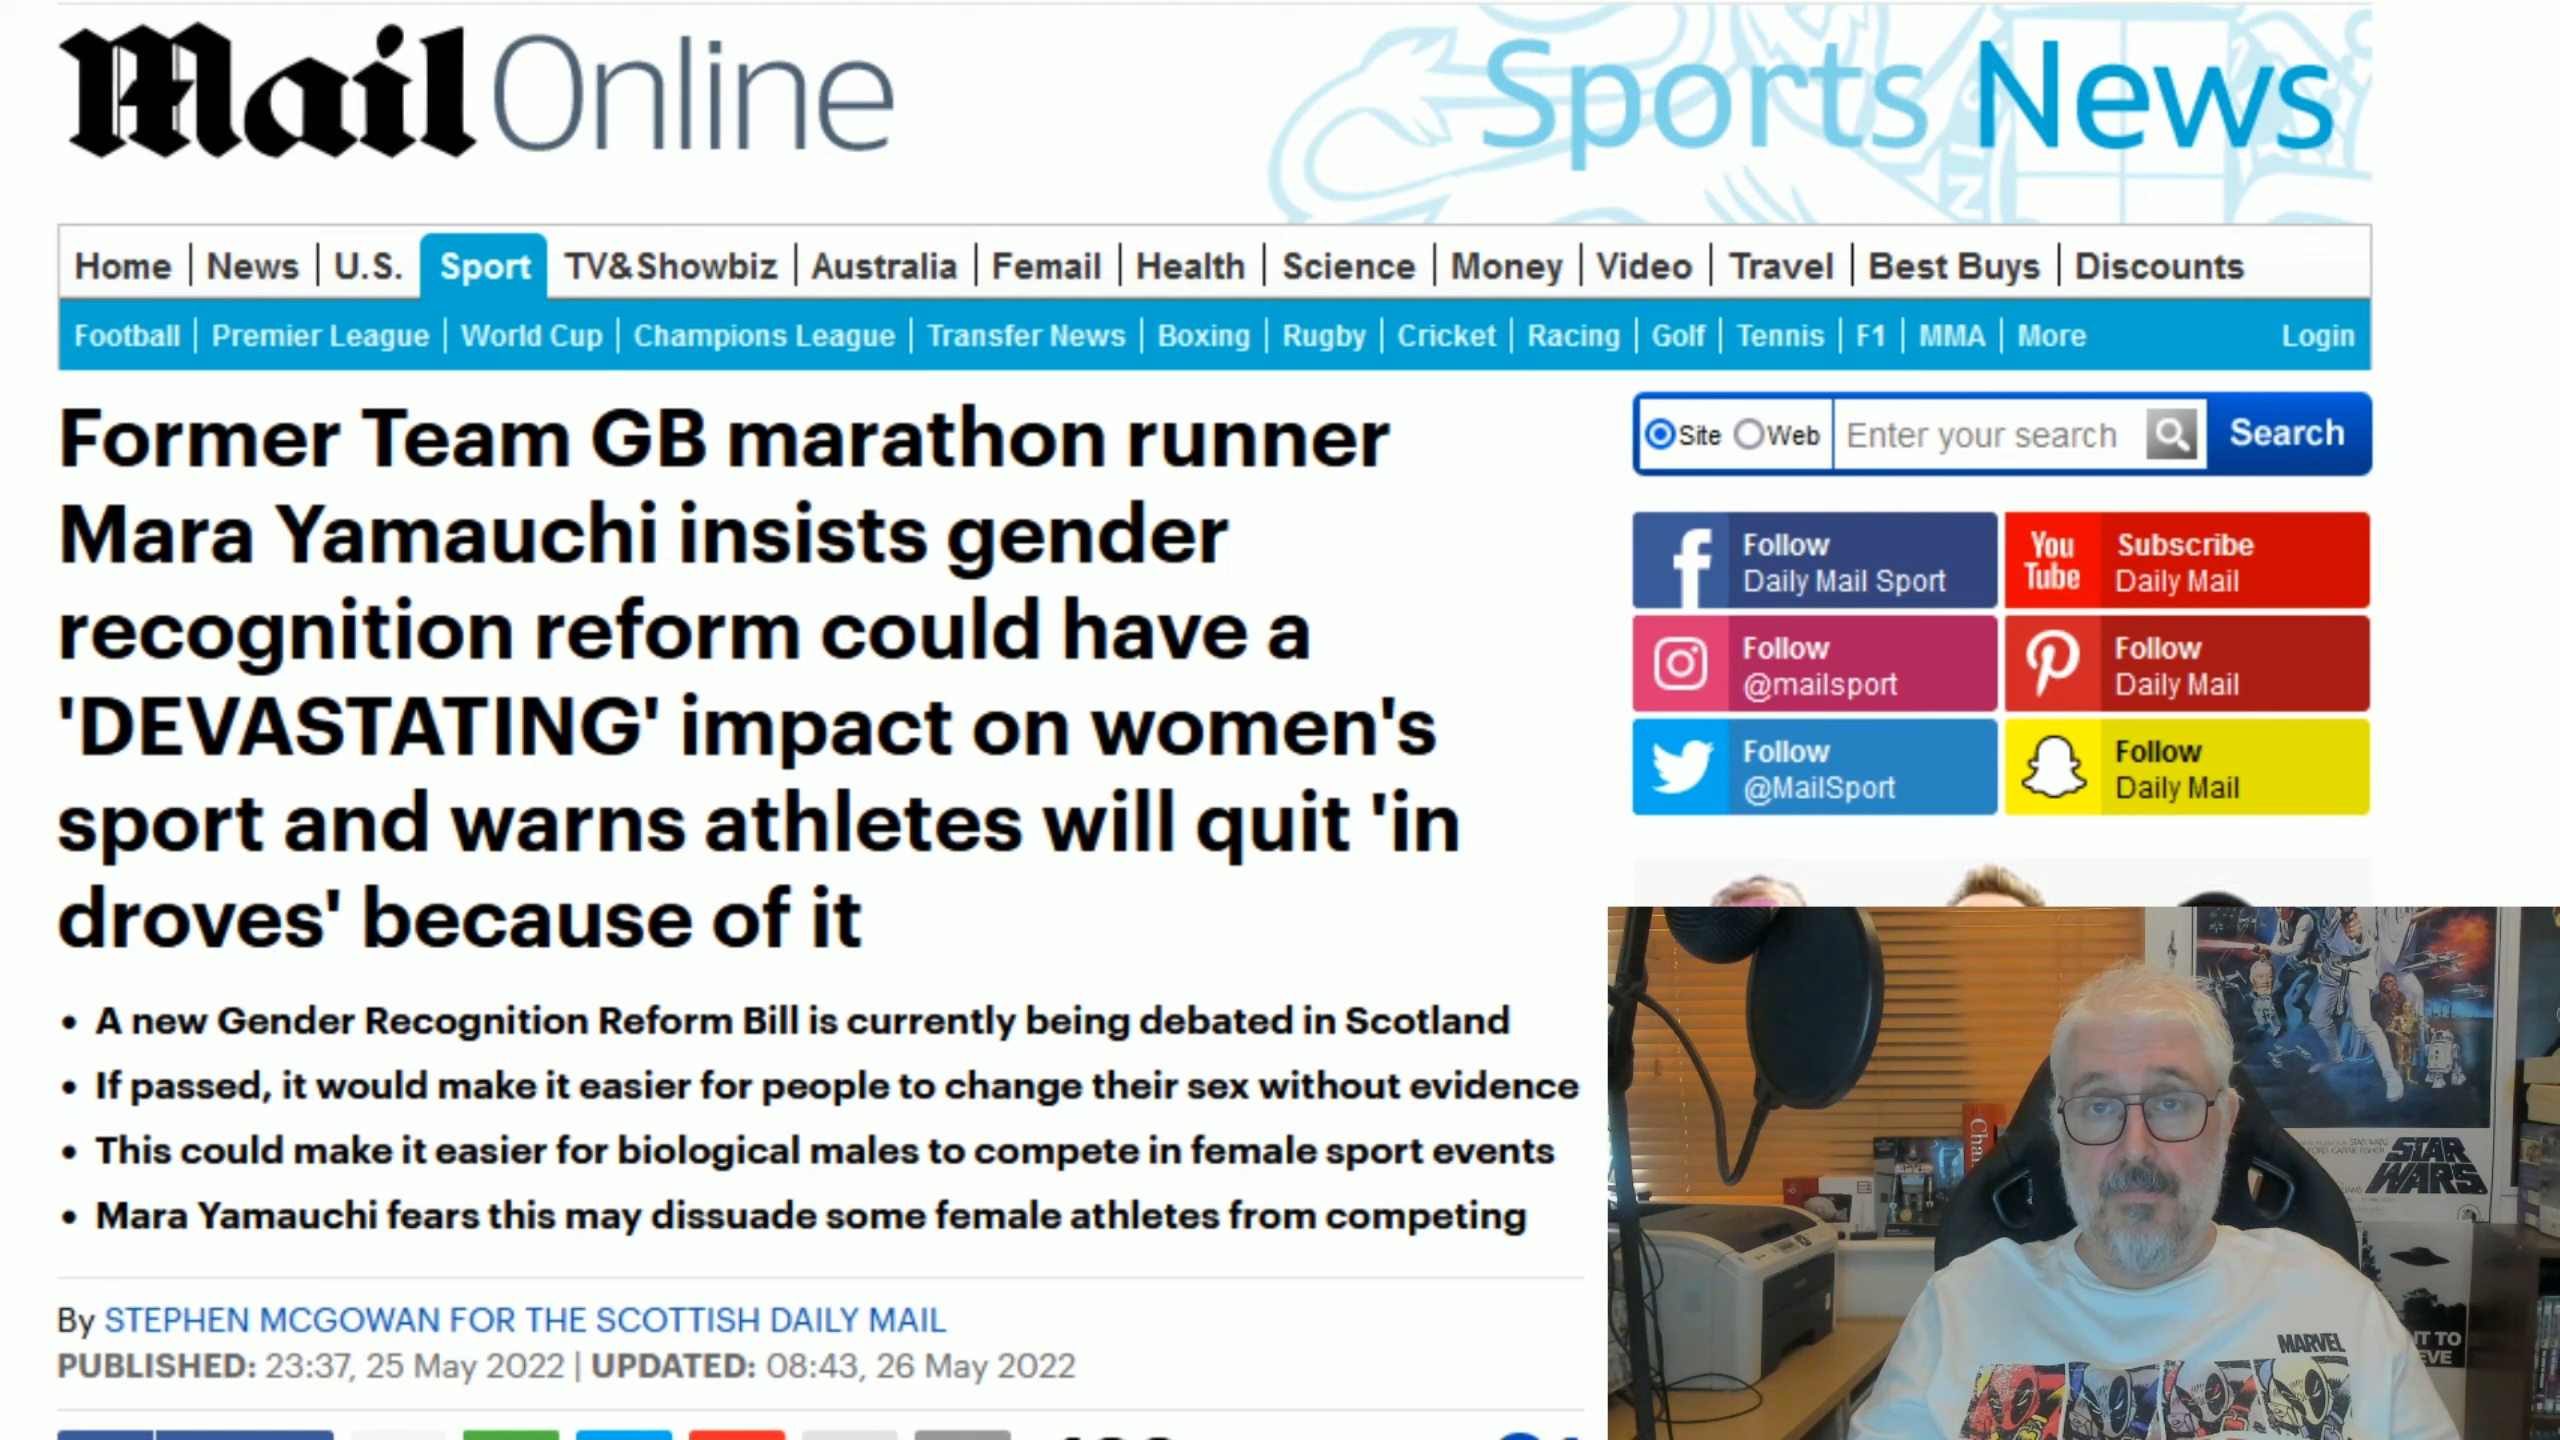 Mail Online
Sports News
Home | News | U.S. | Sport | TV&Showbiz | Australia | Femail | Health | Science | Money | Video | Travel | Best Buys | Discounts
Football | Premier League | World Cup | Champions League | Transfer News | Boxing | Rugby | Cricket | Racing | Golf | Tennis | F1 | MMA | More Login
Former Team GB marathon runner
Mara Yamauchi insists gender
recognition reform could have a
'DEVASTATING' impact on women's
sport and warns athletes will quit 'in
droves' because of it
• A new Gender Recognition Reform Bill is currently being debated in Scotland
• If passed, it would make it easier for people to change their sex without evidence
• This could make it easier for biological males to compete in female sport events
• Mara Yamauchi fears this may dissuade some female athletes from competing
By STEPHEN MCGOWAN FOR THE SCOTTISH DAILY MAIL
PUBLISHED: 23:37, 25 May 2022 | UPDATED: 08:43, 26 May 2022
Site Web Enter your search Search
Follow
Daily Mail Sport
You
Tube
Subscribe
Daily Mail
Follow
@mailsport
Follow
Daily Mail
Follow
@MailSport
Follow
Daily Mail
STAR
WARS
MARVEL